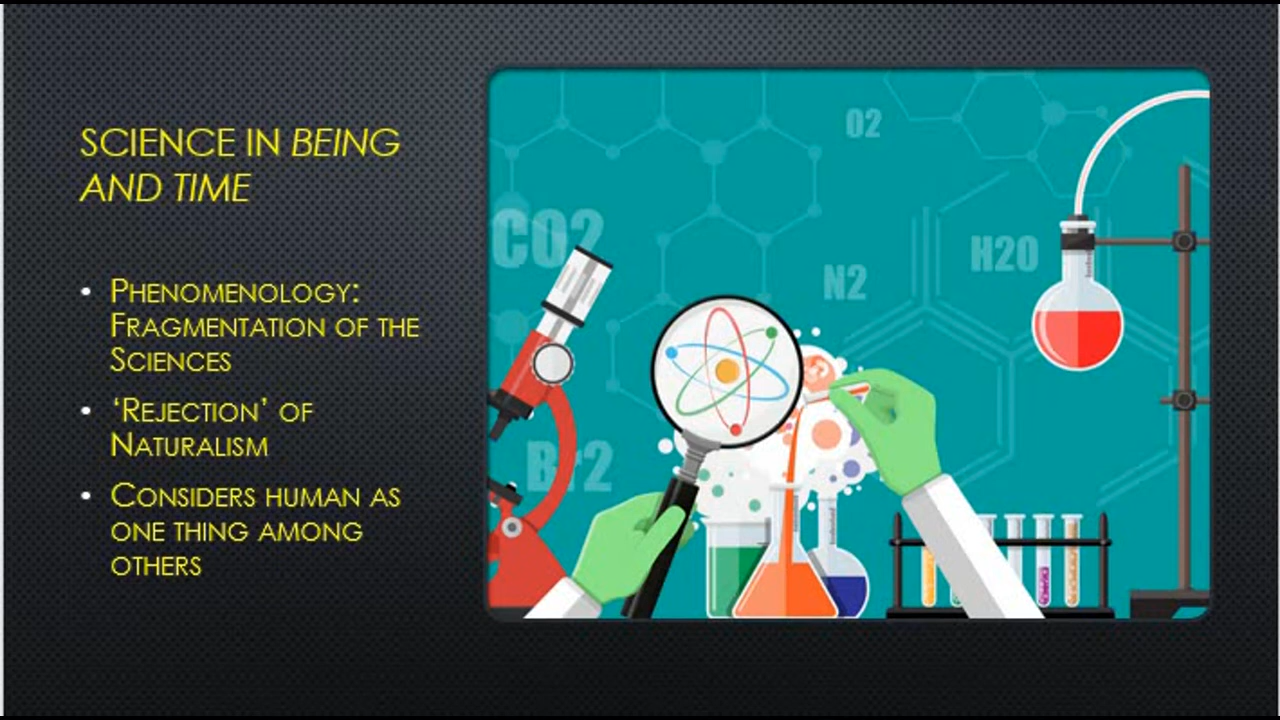 SCIENCE IN BEING
AND TIME
• PHENOMENOLOGY:
FRAGMENTATION OF THE
SCIENCES
• ‘REJECTION’ OF
NATURALISM
• CONSIDERS HUMAN AS
ONE THING AMONG
OTHERS
O2
CO2
H2O
N2
Br2